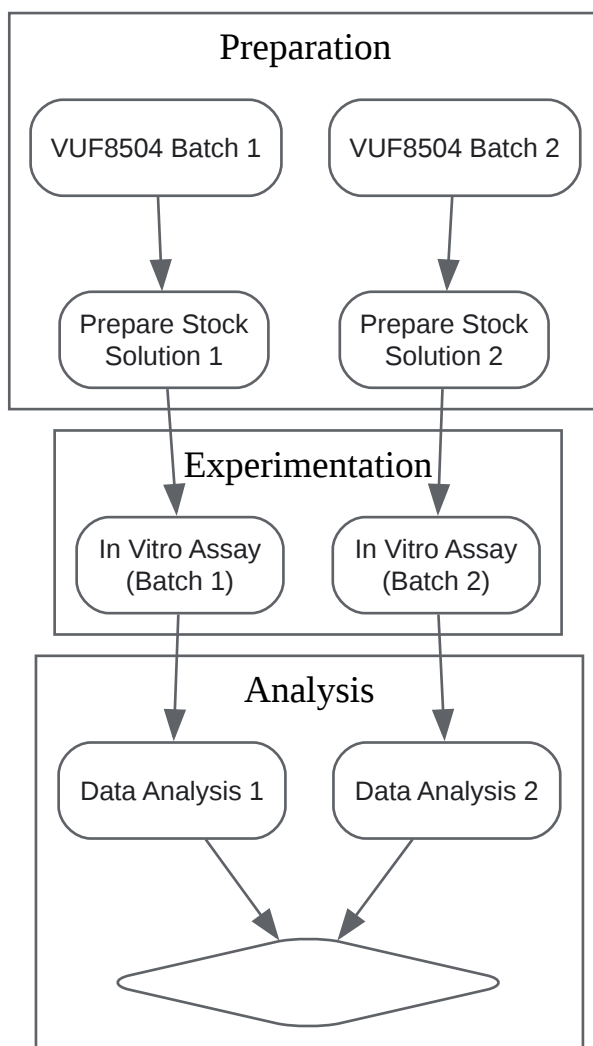 Preparation
VUF8504 Batch 1
VUF8504 Batch 2
Prepare Stock
Solution 1
Prepare Stock
Solution 2
Experimentation
In Vitro Assay
(Batch 1)
In Vitro Assay
(Batch 2)
Analysis
Data Analysis 1
Data Analysis 2